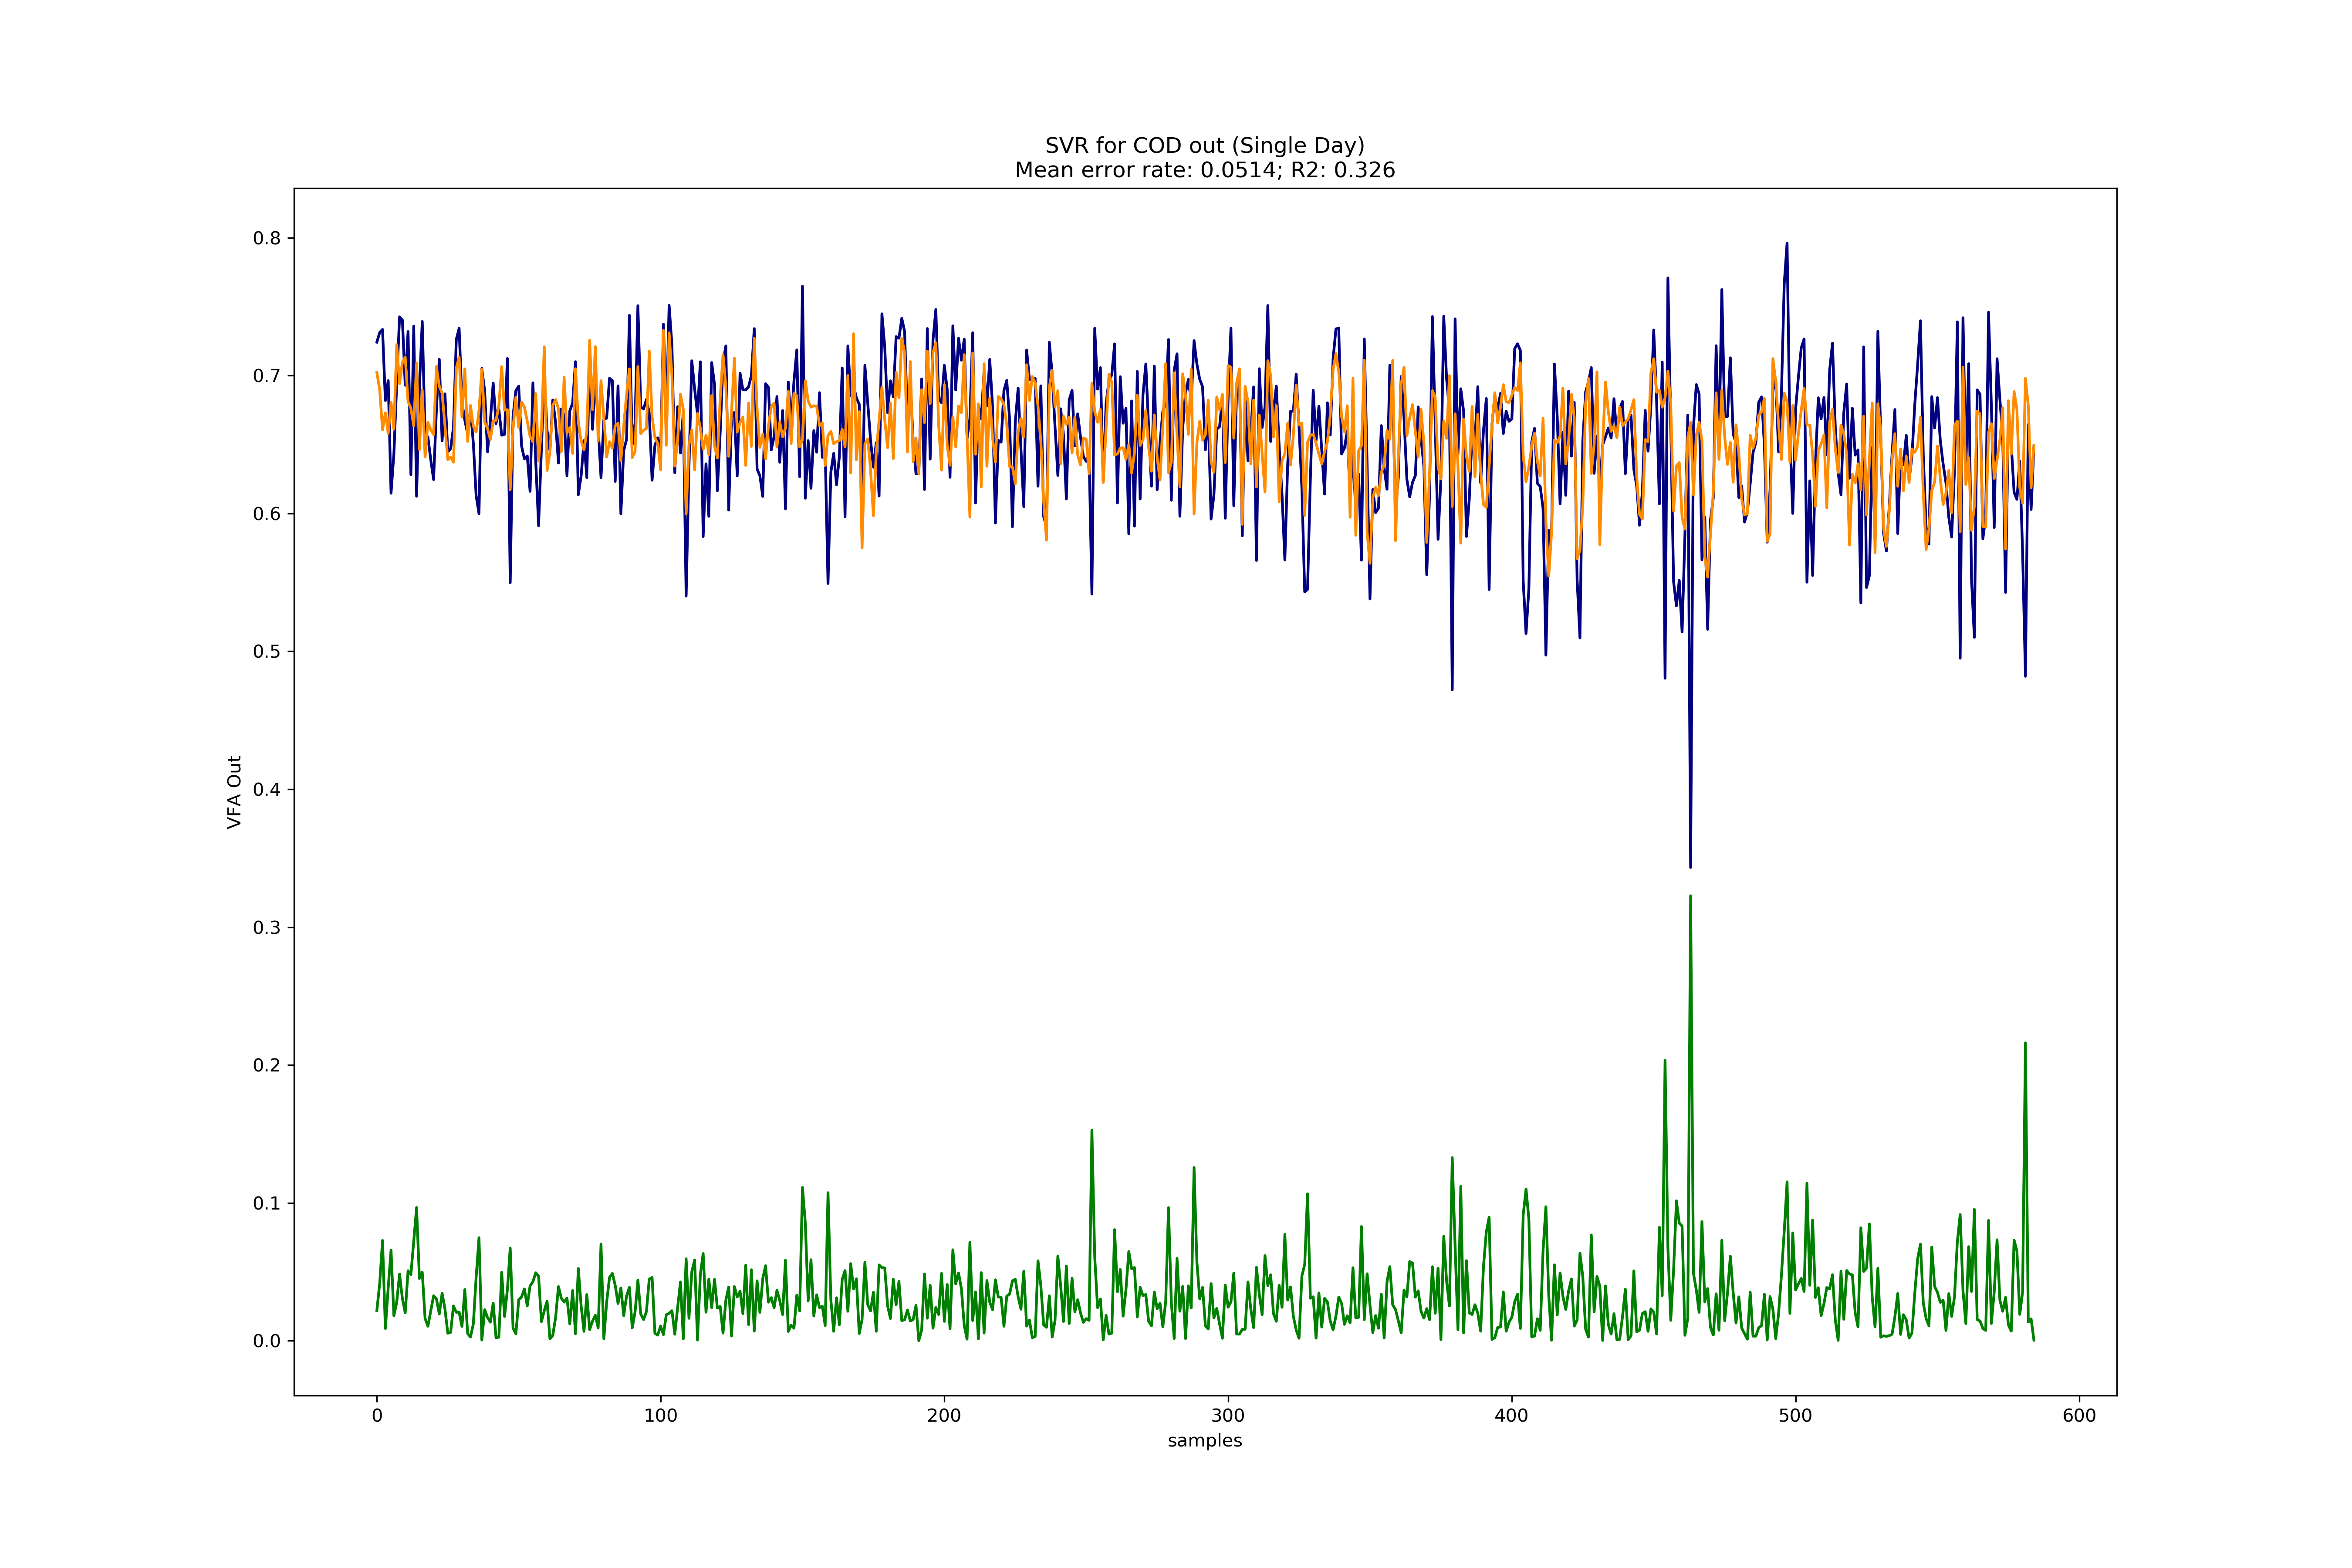 SVR for COD out (Single Day)
Mean error rate: 0.0514; R2: 0.326
0.8
0.7
0.6
0.5
0.4
0.3
0.2
0.1
0.0
VFA Out
0 100 200 300 400 500 600
samples